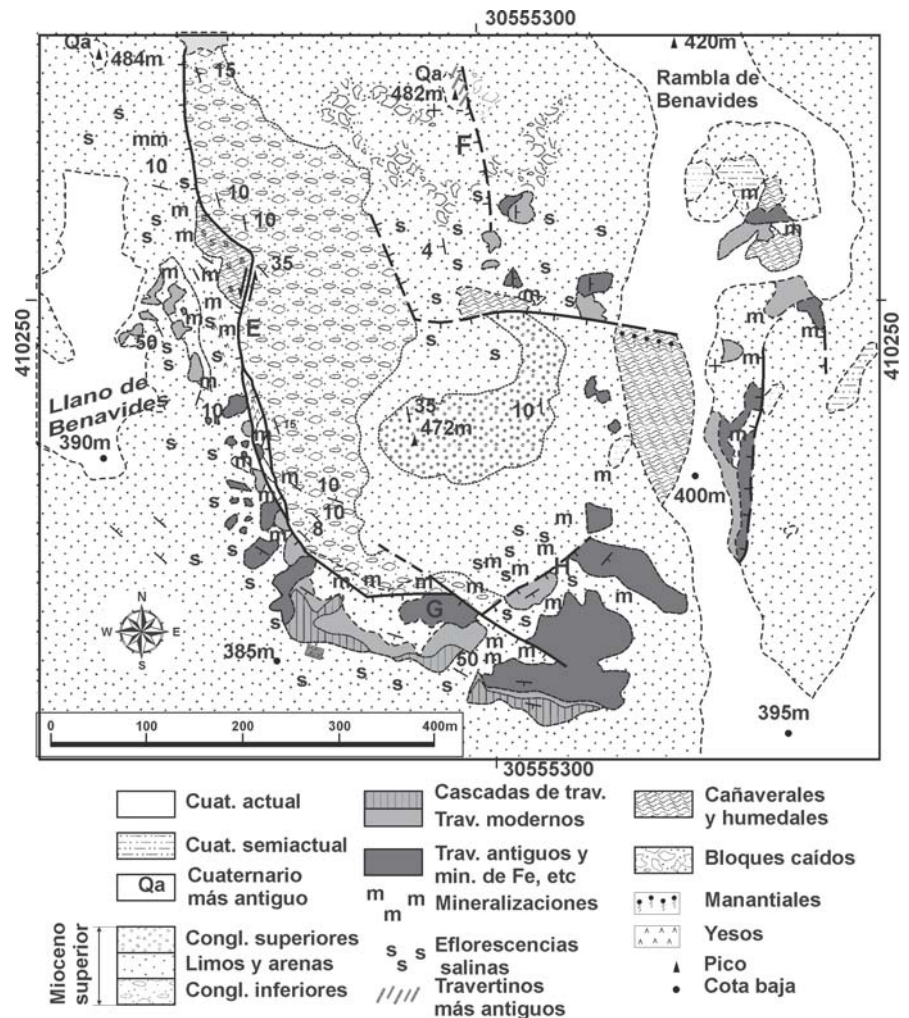 30555300
Qa
484m
15
Qa
482m
420m
Rambla de
Benavides
F
s
s
mm
10
s
m
m
10
10
s
s
s
4
s
s
m
m
35
410250
410250
m
m
s
m
E
50
s
m
s
m
s
m
m
m
m
Llano de
Benavides
390m
10
15
35
472m
10
m
m
400m
10
10
8
m
m
m
m
m
G
H
s
m
N
W
E
S
385m
50
m
m
m
395m
0
100
200
300
400m
30555300
Cuat. actual
Cuat. semiactual
Qa
Cuaternario
más antiguo
Mioceno
superior
Congl. superiores
Limos y arenas
Congl. inferiores
Cascadas de trav.
Trav. modernos
Trav. antiguos y
min. de Fe, etc
m m m
m
Mineralizaciones
s s s
s
Eflorescencias
salinas
Travertinos
más antiguos
Cañaverales
y humedales
Bloques caídos
Manantiales
Yesos
Pico
Cota baja